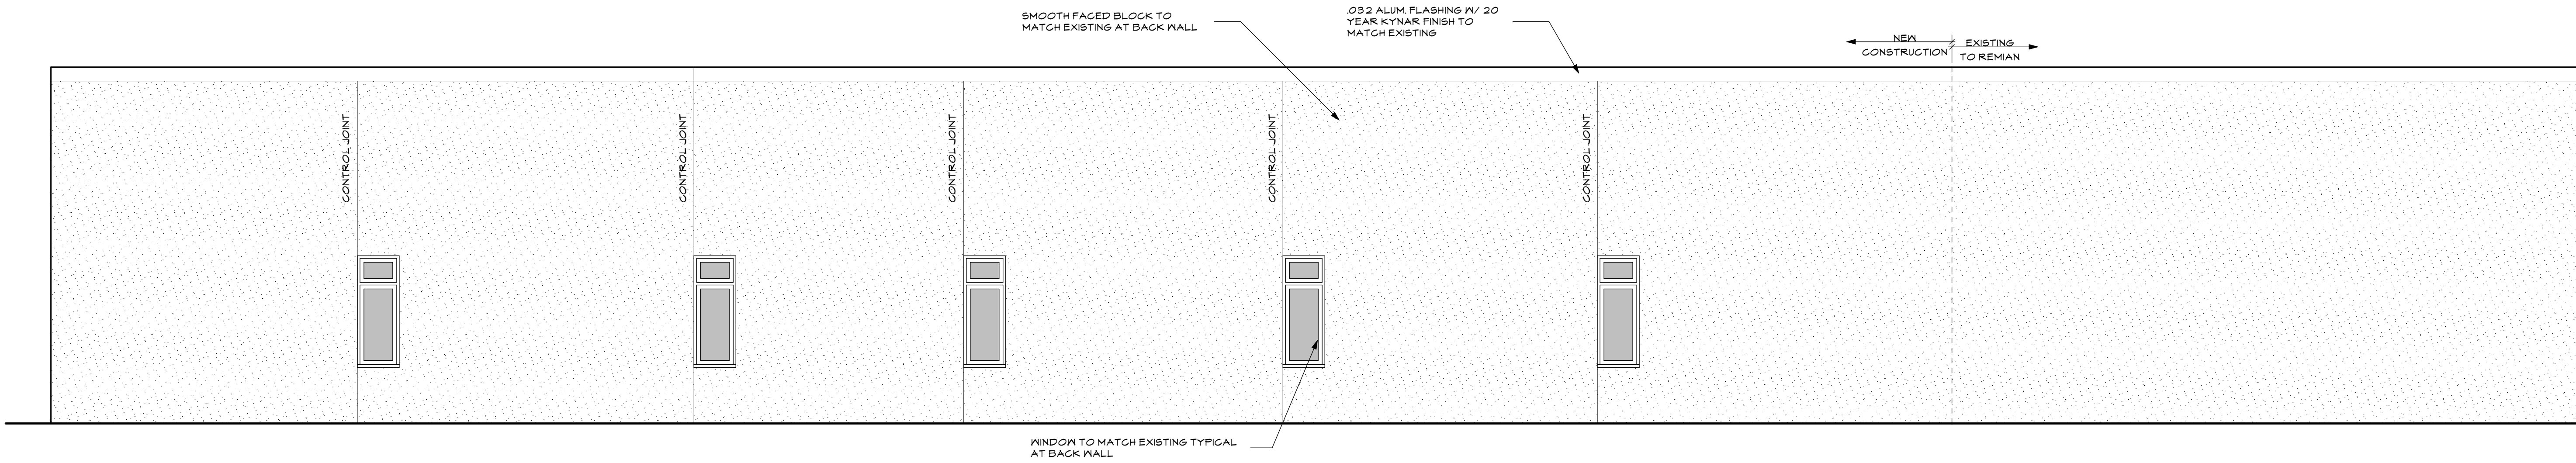 SMOOTH FACED BLOCK TO
MATCH EXISTING AT BACK WALL
.032 ALUM. FLASHING W/ 20
YEAR KYNAR FINISH TO
MATCH EXISTING
NEW
CONSTRUCTION
EXISTING
TO REMIAN
CONTROL JOINT
CONTROL JOINT
CONTROL JOINT
CONTROL JOINT
CONTROL JOINT
WINDOW TO MATCH EXISTING TYPICAL
AT BACK WALL